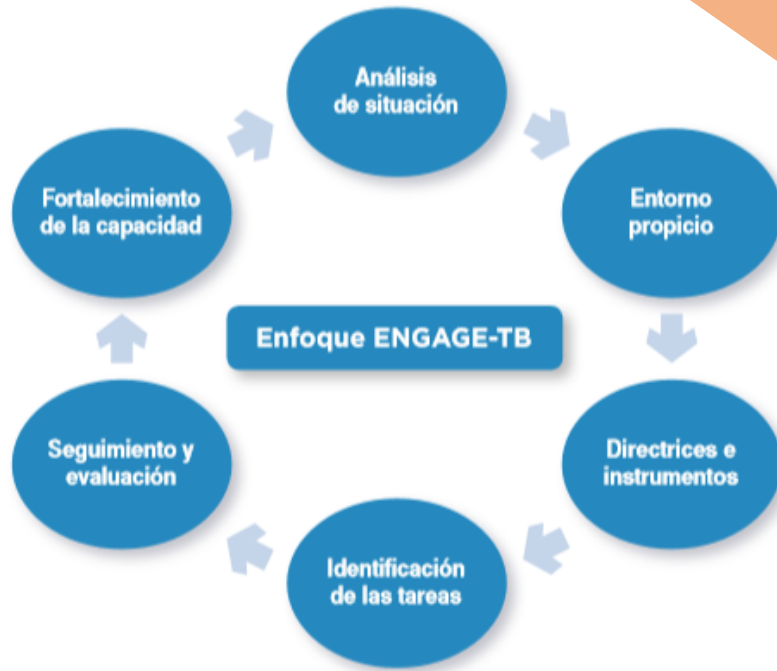 Análisis
de situación
Entorno
propicio
Directrices e
instrumentos
Identificación
de las tareas
Seguimiento y
evaluación
Fortalecimiento
de la capacidad
Enfoque ENGAGE-TB